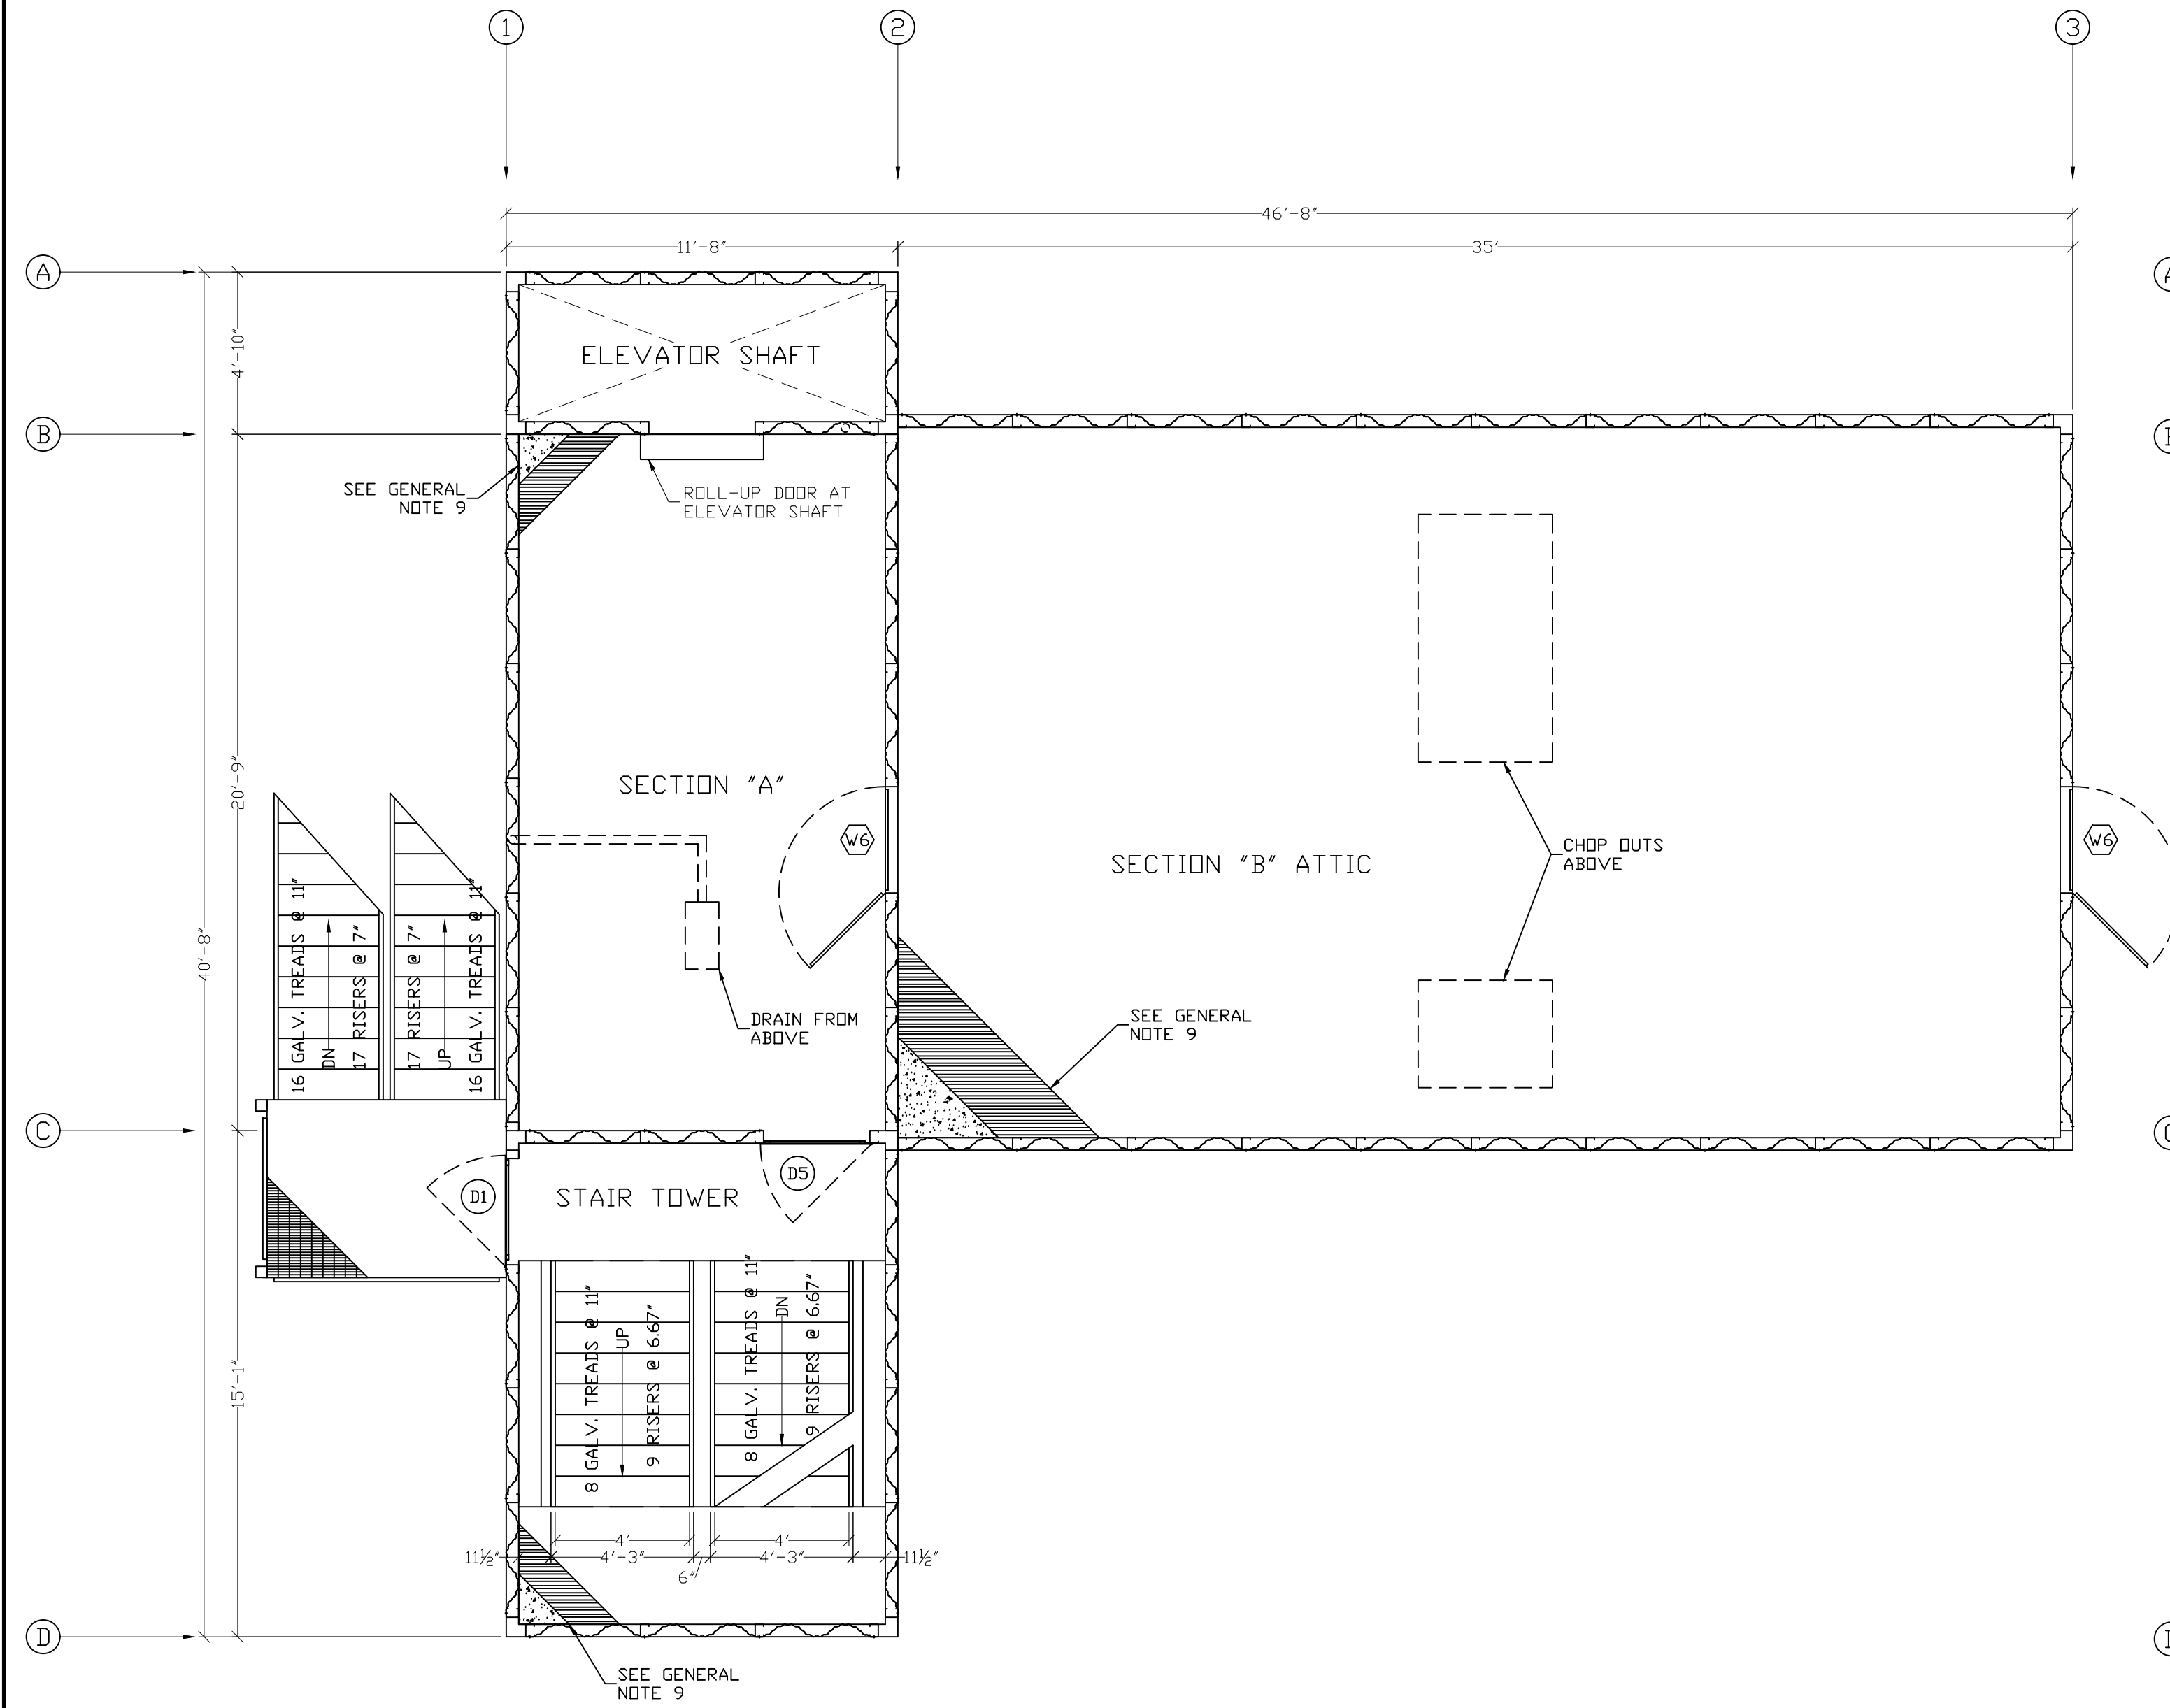 1
2
3
46'-8"
11'-8"
35'
A
4'-10"
ELEVATOR SHAFT
B
SEE GENERAL
NOTE 9
ROLL-UP DOOR AT
ELEVATOR SHAFT
20'-9"
40'-8"
SECTION "A"
W6
SECTION "B" ATTIC
CHOP OUTS
ABOVE
W6
16 GALV. TREADS @ 11"
DN
17 RISERS @ 7"
17 RISERS @ 7"
UP
16 GALV. TREADS @ 11"
DRAIN FROM
ABOVE
SEE GENERAL
NOTE 9
C
D1
STAIR TOWER
D5
15'-1"
8 GALV. TREADS @ 11"
UP
9 RISERS @ 6.67"
8 GALV. TREADS @ 11"
DN
9 RISERS @ 6.67"
4'
4'
11½"
4'-3"
6"
4'-3"
11½"
D
SEE GENERAL
NOTE 9